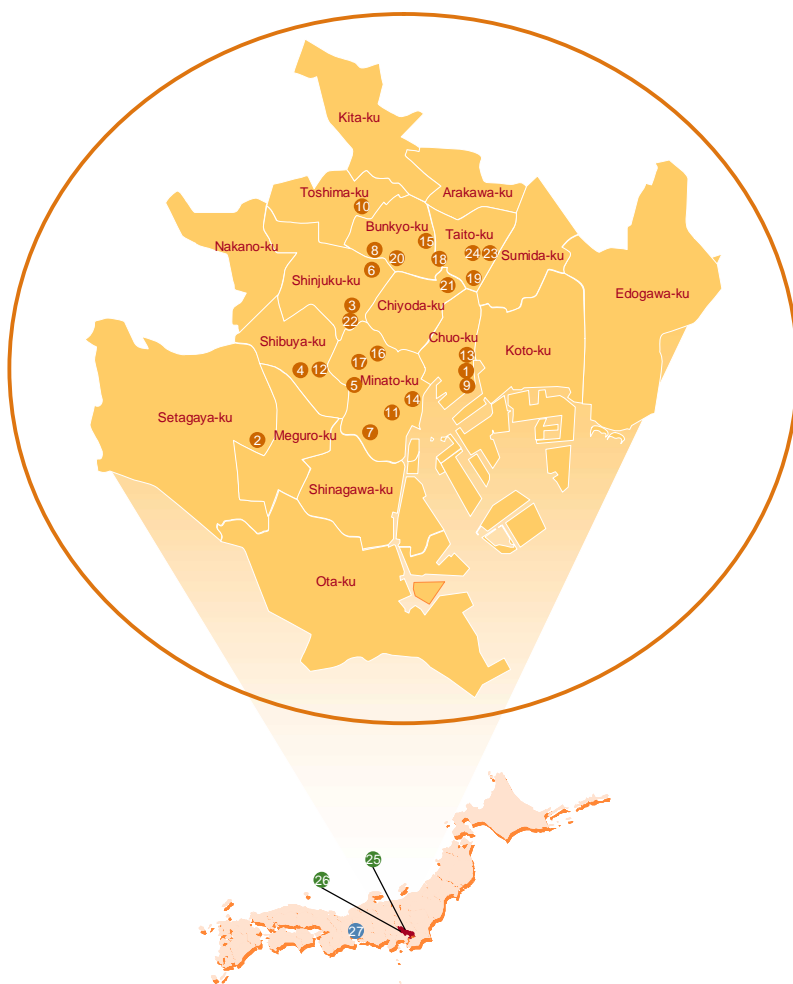 Kita-ku
Toshima-ku
Arakawa-ku
10
Bunkyo-ku
Taito-ku
15
Nakano-ku
8
24
23
Sumida-ku
20
18
6
Shinjuku-ku
19
21
Edogawa-ku
3
Chiyoda-ku
22
Shibuya-ku
Chuo-ku
16
13
Koto-ku
17
4
12
1
5
Minato-ku
9
14
11
Setagaya-ku
7
2
Meguro-ku
Shinagawa-ku
Ota-ku
25
26
27